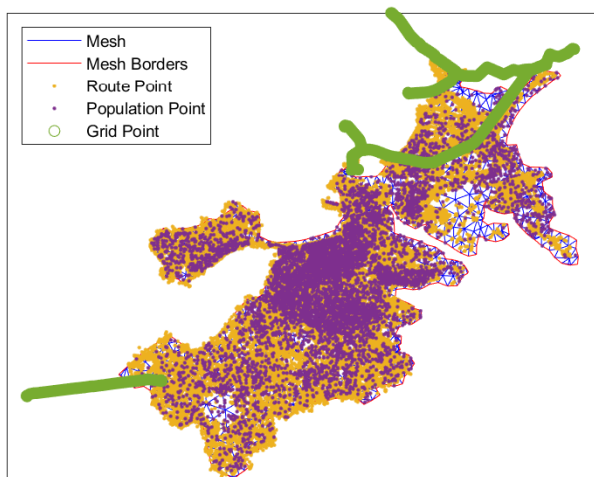 Mesh
Mesh Borders
Route Point
Population Point
Grid Point